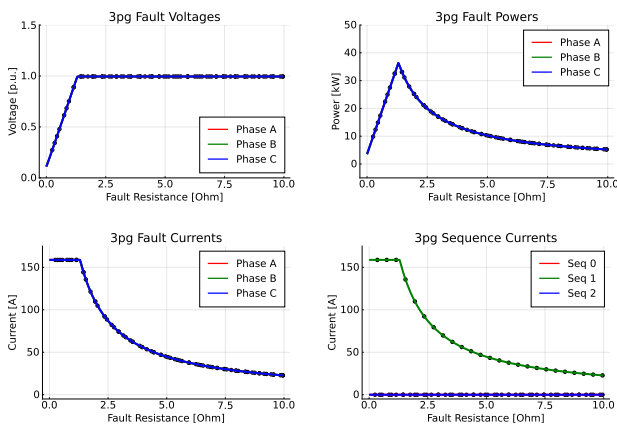 3pg Fault Voltages
Voltage [p.u.]
1.5
1.0
0.5
0.0
Phase A
Phase B
Phase C
0.0 2.5 5.0 7.5 10.0
Fault Resistance [Ohm]
3pg Fault Powers
Power [kW]
50
40
30
20
10
0
Phase A
Phase B
Phase C
0.0 2.5 5.0 7.5 10.0
Fault Resistance [Ohm]
3pg Fault Currents
Current [A]
150
100
50
0
Phase A
Phase B
Phase C
0.0 2.5 5.0 7.5 10.0
Fault Resistance [Ohm]
3pg Sequence Currents
Current [A]
150
100
50
0
Seq 0
Seq 1
Seq 2
0.0 2.5 5.0 7.5 10.0
Fault Resistance [Ohm]